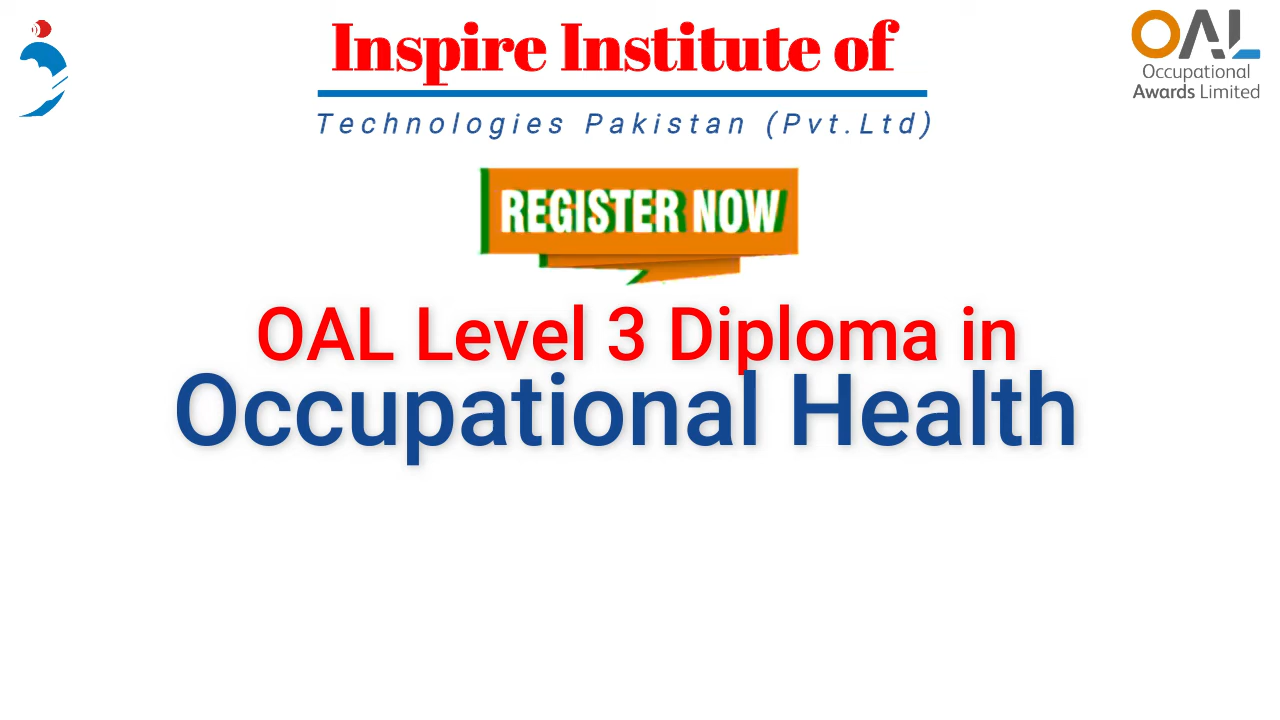 Inspire Institute of
Technologies Pakistan (Pvt.Ltd)
OAL
Occupational
Awards Limited
REGISTER NOW
OAL Level 3 Diploma in
Occupational Health